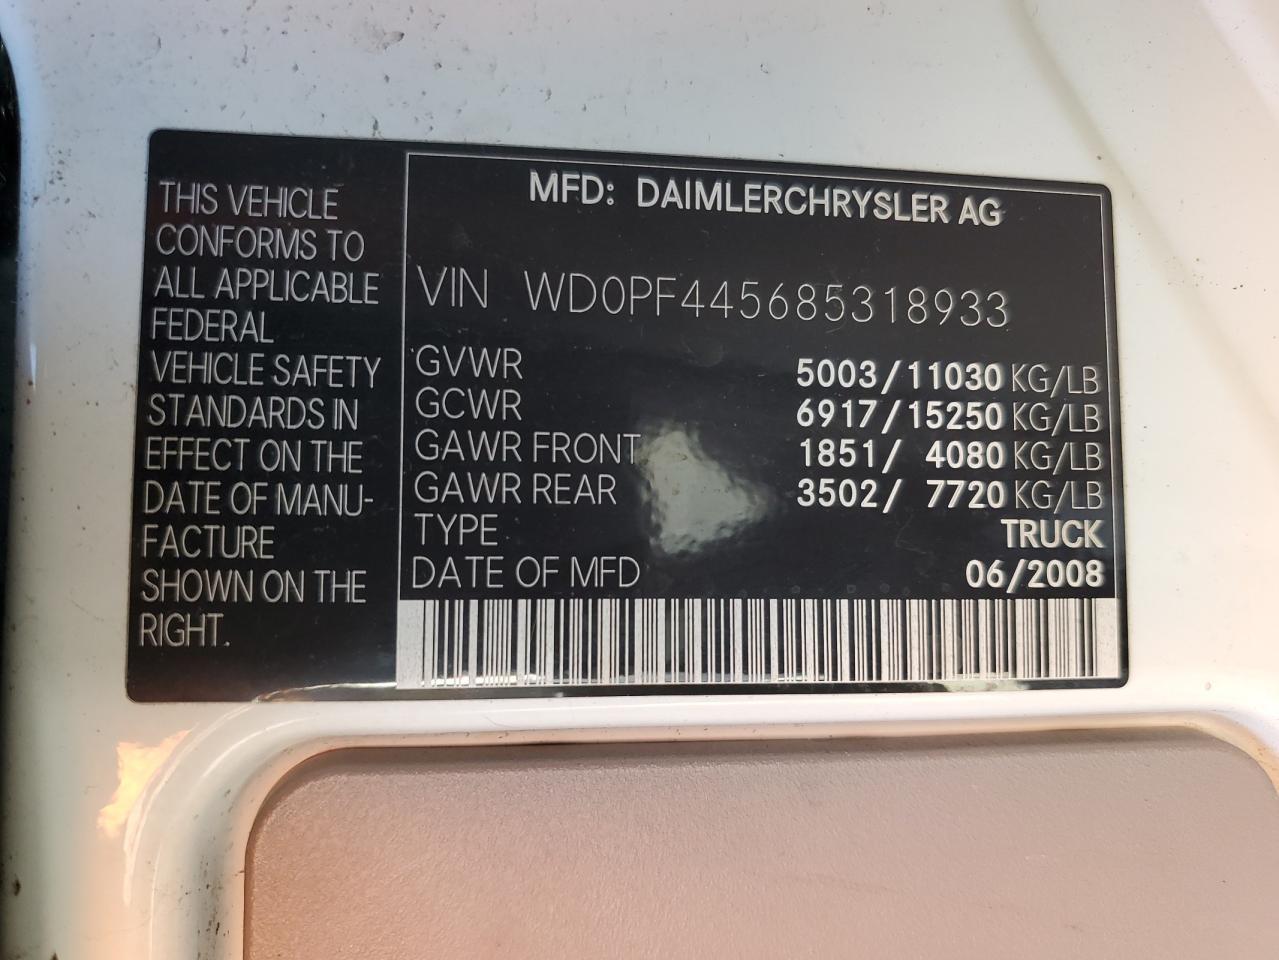 THIS VEHICLE
CONFORMS TO
ALL APPLICABLE
FEDERAL
VEHICLE SAFETY
STANDARDS IN
EFFECT ON THE
DATE OF MANU-
FACTURE
SHOWN ON THE
RIGHT.
MFD: DAIMLERCHRYSLER AG
VIN WD0PF445685318933
GVWR 5003/11030 KG/LB
GCWR 6917/15250 KG/LB
GAWR FRONT 1851/ 4080 KG/LB
GAWR REAR 3502/ 7720 KG/LB
TYPE TRUCK
DATE OF MFD 06/2008